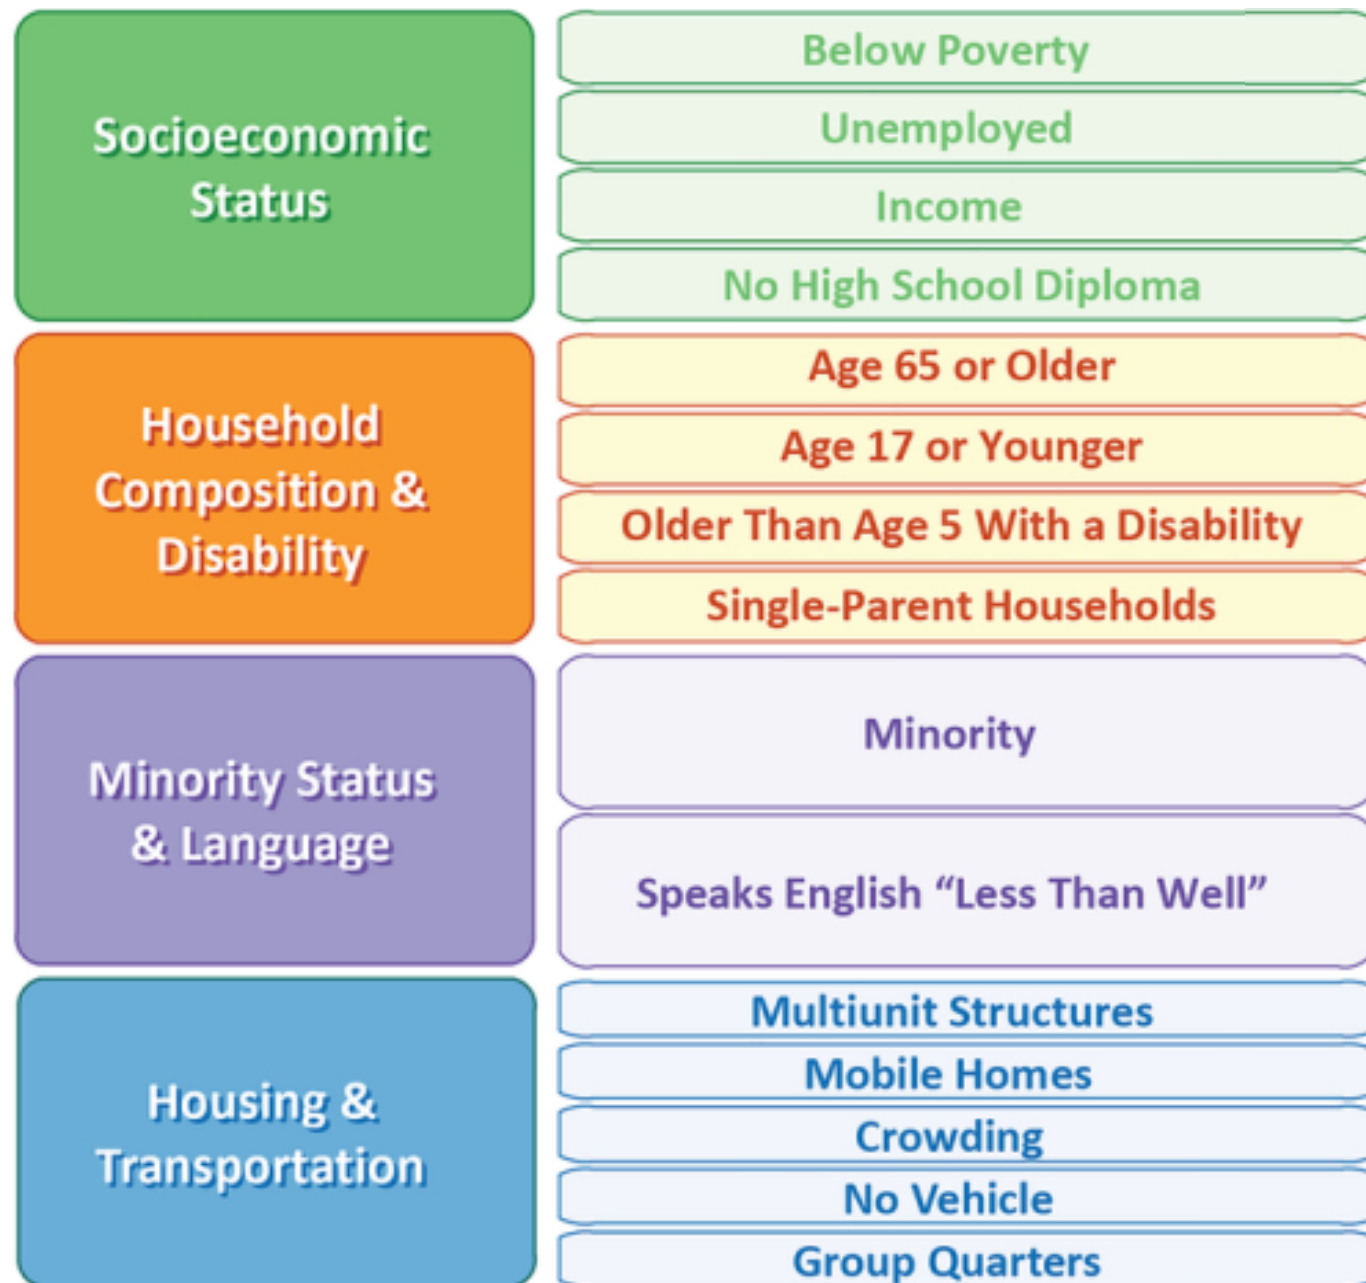 Socioeconomic
Status
Below Poverty
Unemployed
Income
No High School Diploma
Household
Composition &
Disability
Age 65 or Older
Age 17 or Younger
Older Than Age 5 With a Disability
Single-Parent Households
Minority Status
& Language
Minority
Speaks English “Less Than Well”
Housing &
Transportation
Multiunit Structures
Mobile Homes
Crowding
No Vehicle
Group Quarters